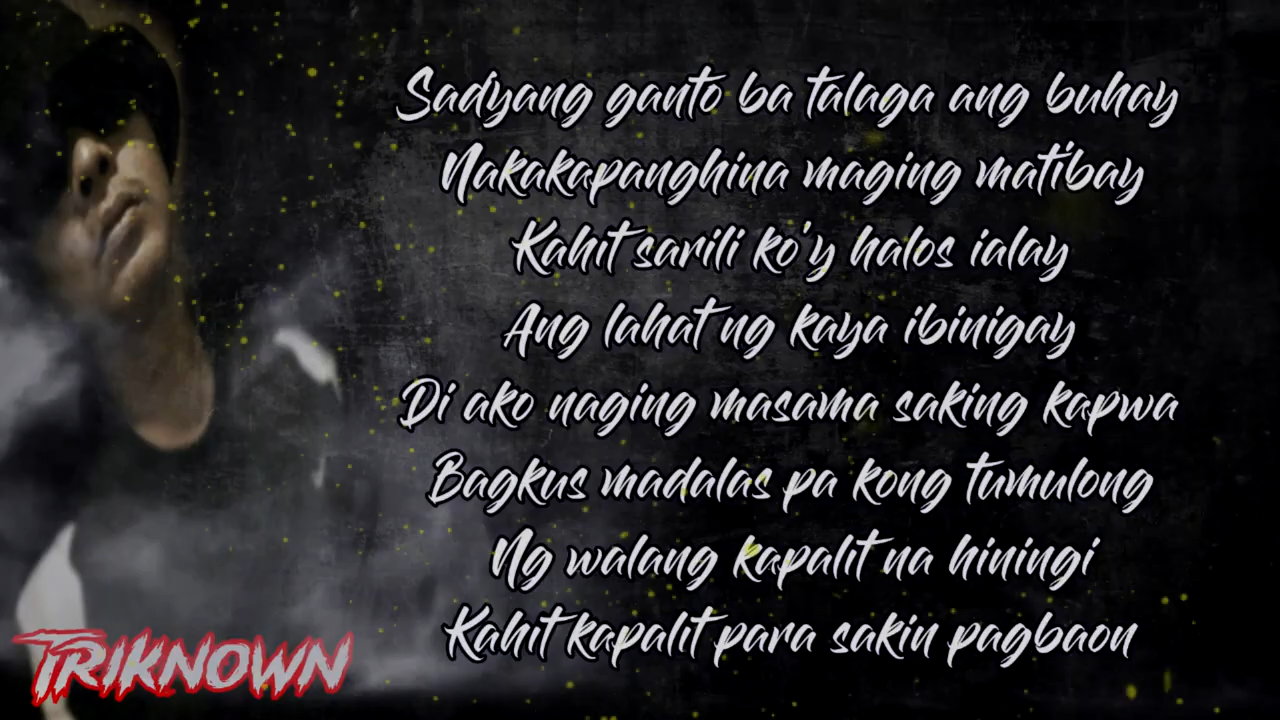 Sadyang ganto ba talaga ang buhay
Nakakapanghina maging matibay
Kahit sarili ko'y halos ialay
Ang lahat ng kaya ibinigay
Di ako naging masama saking kapwa
Bagkus madalas pa kong tumulong
Ng walang kapalit na hiningi
Kahit kapalit para sakin pagbaon
TRIKNOWN